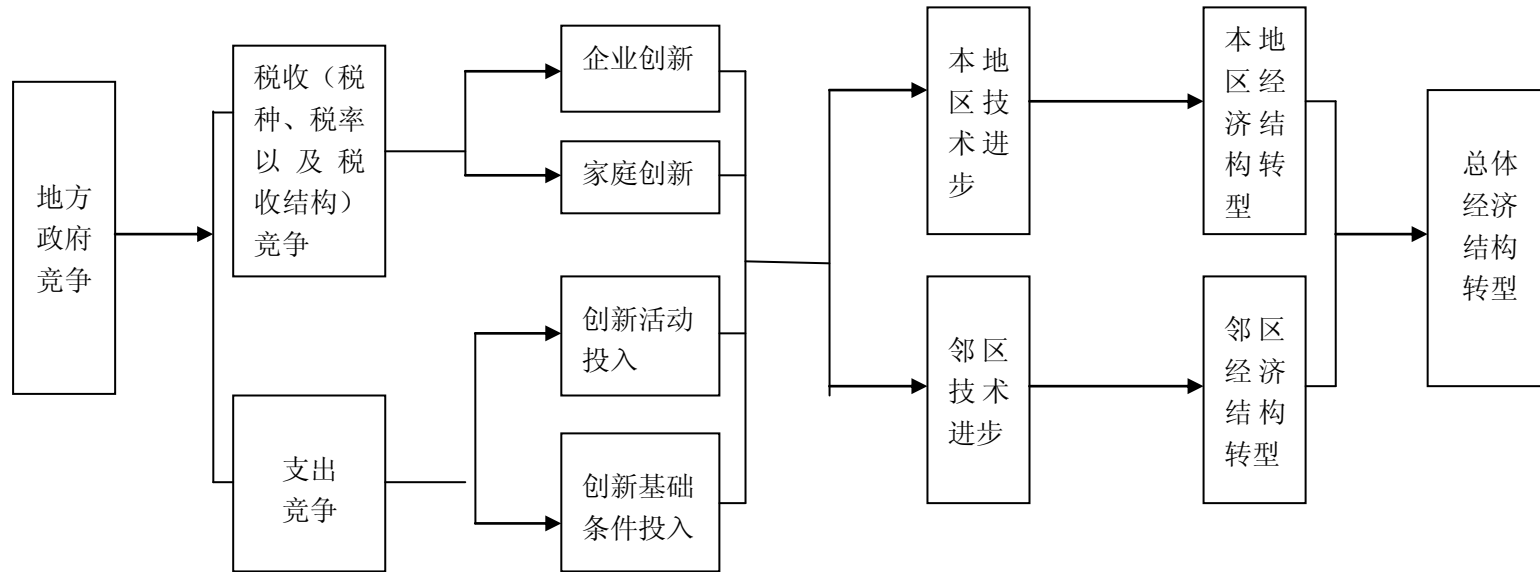 地方
政府
竞争
税收（税
种、税率
以及税
收结构）
竞争
支出
竞争
企业创新
家庭创新
创新活动
投入
创新基础
条件投入
本地
区技
术进
步
邻区
技术
进步
本地
区经
济结
构转
型
邻区
经济
结构
转型
总体
经济
结构
转型